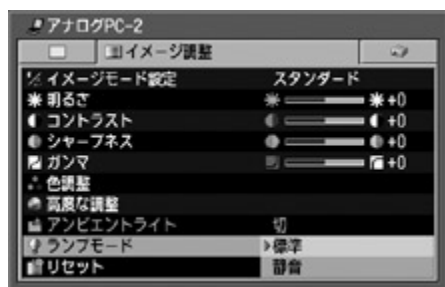 アナログPC-2
イメージ調整
イメージモード設定 スタンダード
明るさ +0
コントラスト +0
シャープネス +0
ガンマ +0
色調整
高度な調整
アンビエントライト 切
ランプモード 標準
リセット 静音